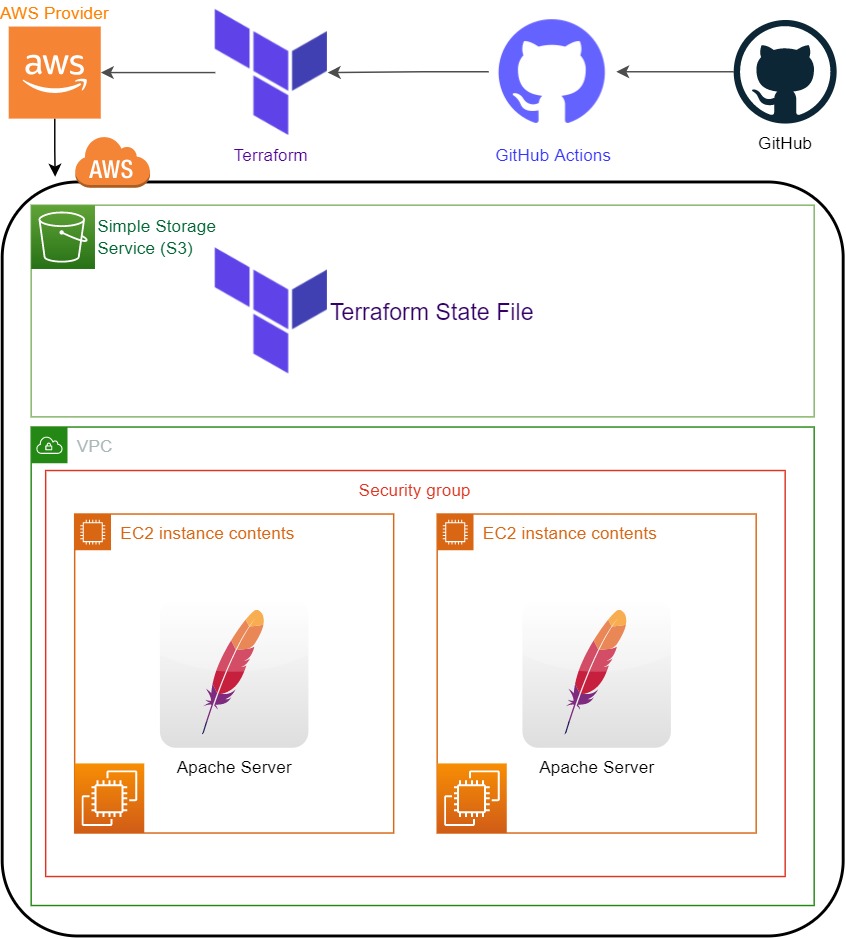 AWS Provider
aws
Terraform
GitHub Actions
GitHub
AWS
Simple Storage
Service (S3)
Terraform State File
VPC
Security group
EC2 instance contents
EC2 instance contents
Apache Server
Apache Server